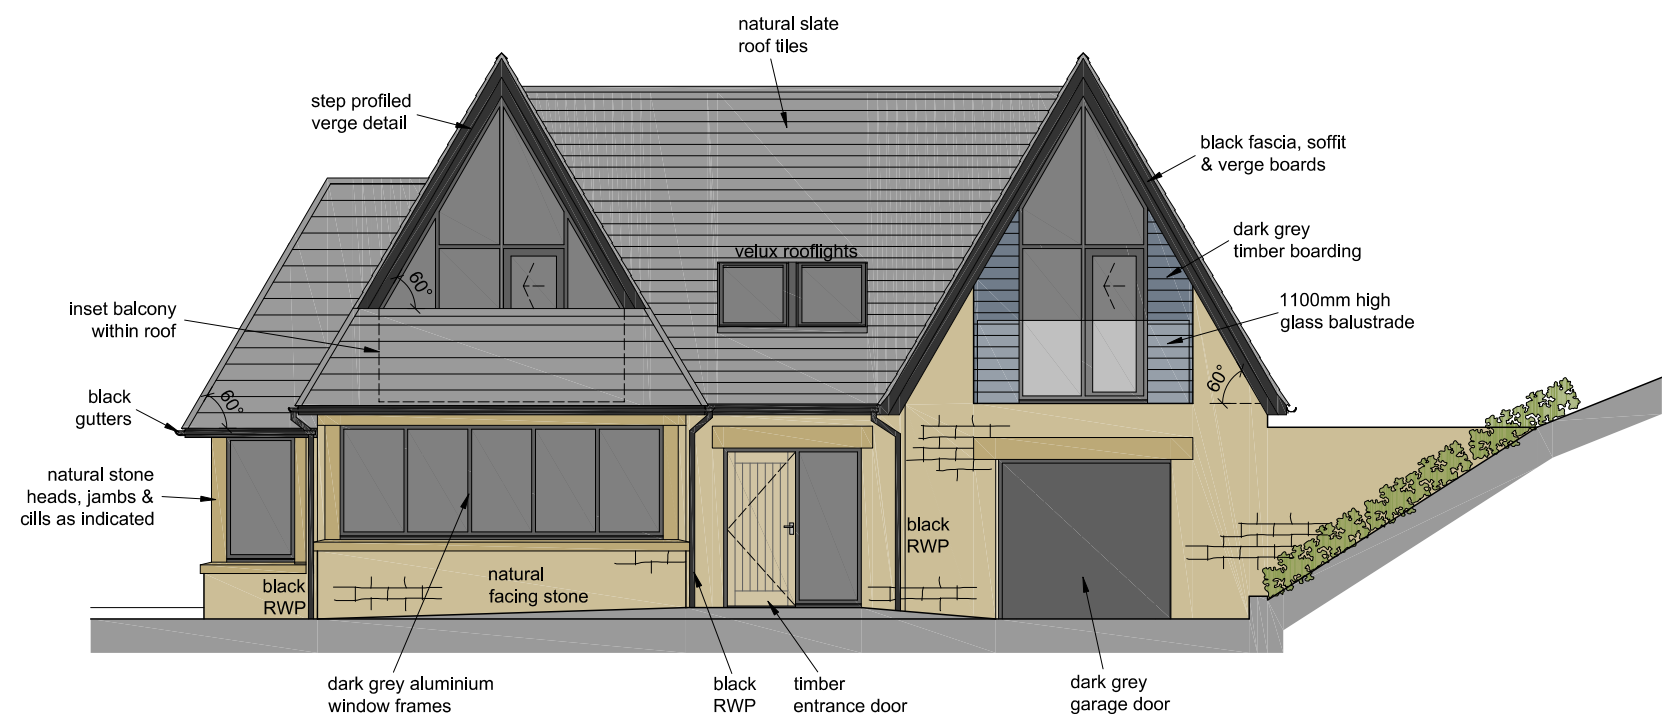 natural slate
roof tiles
step profiled
verge detail
black fascia, soffit
& verge boards
dark grey
timber boarding
velux rooflights
60°
1100mm high
glass balustrade
inset balcony
within roof
60°
60°
black
gutters
natural stone
heads, jambs &
cills as indicated
black
RWP
black
RWP
natural
facing stone
dark grey aluminium
window frames
black
RWP
timber
entrance door
dark grey
garage door